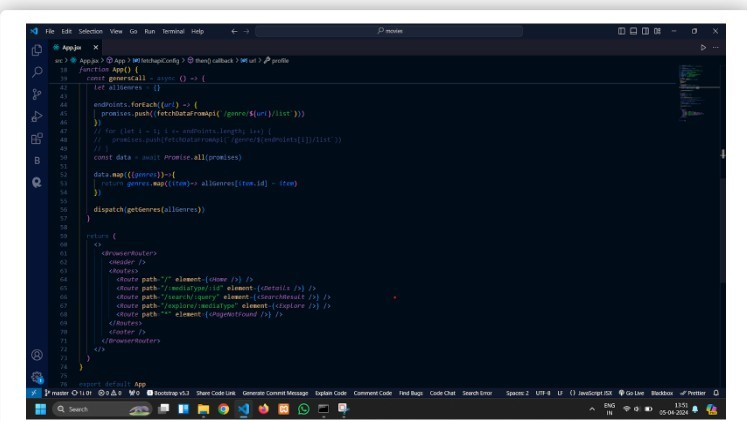 File Edit Selection View Go Run Terminal Help
movies
App.jsx
src > App.jsx > App > fetchapiConfig > then() callback > url > profile
18 function App() {
39 const genersCall = async () => {
42 let allGenres = {}
43
44 endPoints.forEach((url) => {
45 promises.push((fetchDataFromApi(`/genre/${url}/list`)))
46 })
47 // for (let i = 1; i <= endPoints.length; i++) {
48 // promises.push(fetchDatarromApi(`/genre/${endPoints[i]}/list`))
49 // }
50 const data = await Promise.all(promises)
51
52 data.map(({genres})=>{
53 return genres.map((item)=> allGenres[item.id] = item)
54 })
55
56 dispatch(getGenres(allGenres))
57 }
58
59 return (
60 <>
61 <BrowserRouter>
62 <Header />
63 <Routes>
64 <Route path="/" element={<Home />} />
65 <Route path="/:mediaType/:id" element={<Details />} />
66 <Route path="/search/:query" element={<SearchResult />} />
67 <Route path="/explore/:mediaType" element={<Explore />} />
68 <Route path="*" element={<PageNotFound />} />
69 </Routes>
70 <Footer />
71 </BrowserRouter>
72 </>
73 )
74 }
75
76 export default App
master 0 0 0 Bootstrap v5.3 Share Code Link Generate Commit Message Explain Code Comment Code Find Bugs Code Chat Search Error Spaces: 2 UTF-8 LF {} JavaScript JSX Go Live Blackbox Prettier
Search
ENG
IN
13:51
05-04-2024